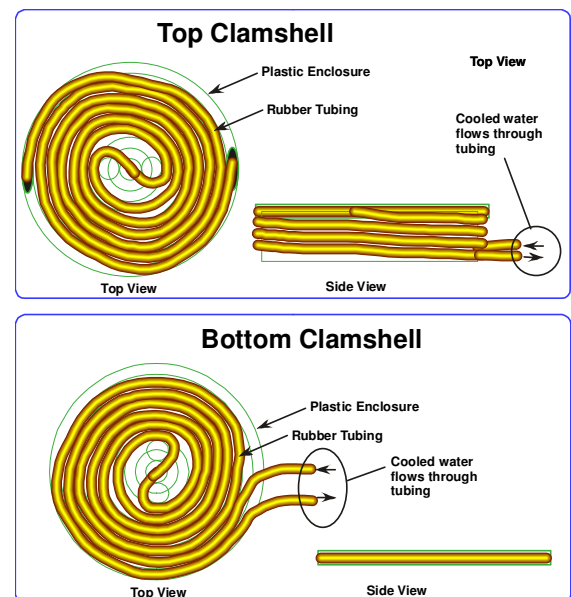 Top Clamshell
Plastic Enclosure
Top View
Rubber Tubing
Cooled water
flows through
tubing
Top View
Side View
Bottom Clamshell
Plastic Enclosure
Rubber Tubing
Cooled water
flows through
tubing
Top View
Side View